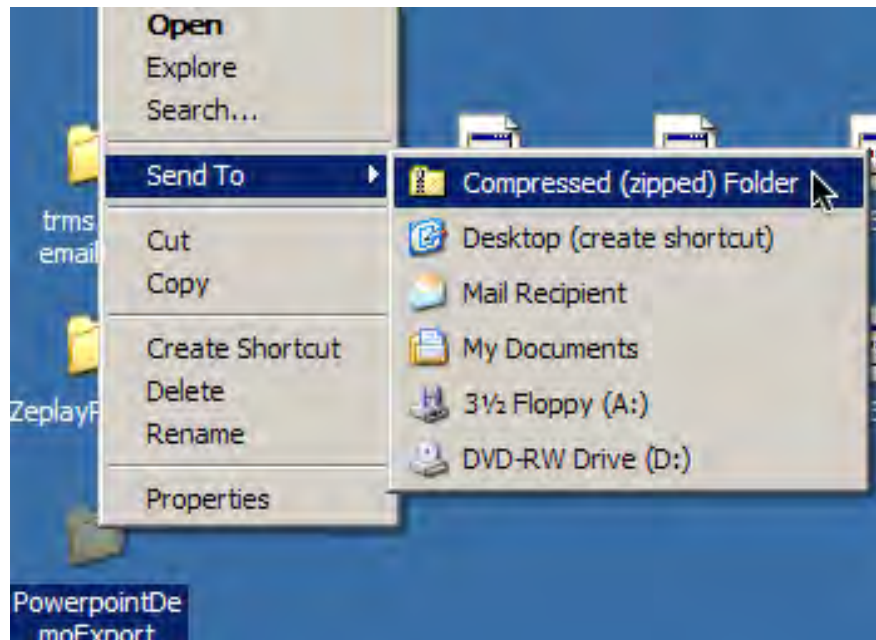 Open
Explore
Search...
Send To
Cut
Copy
Create Shortcut
Delete
Rename
Properties
Compressed (zipped) Folder
Desktop (create shortcut)
Mail Recipient
My Documents
3½ Floppy (A:)
DVD-RW Drive (D:)
trms
email
ZeplayF
PowerpointDe
moExport